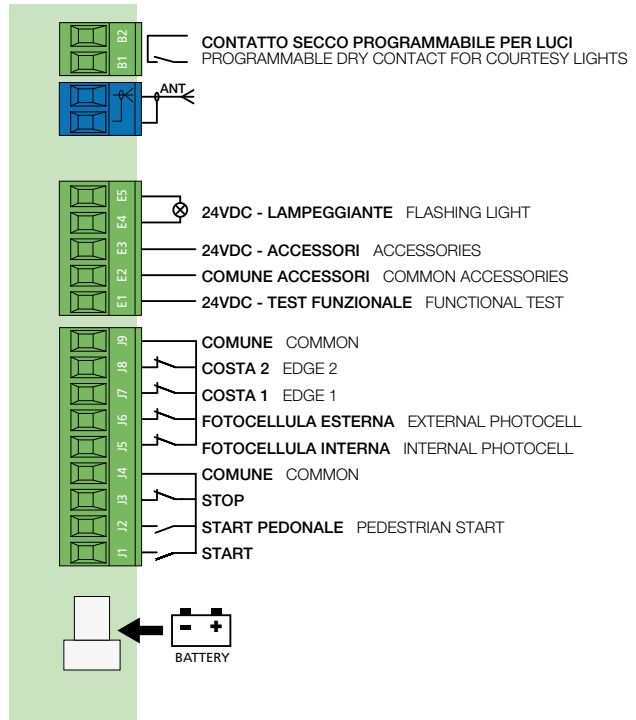 B2 CONTATTO SECCO PROGRAMMABILE PER LUCI
B1 PROGRAMMABLE DRY CONTACT FOR COURTESY LIGHTS
ANT
E5
E4 24VDC - LAMPEGGIANTE FLASHING LIGHT
E3 24VDC - ACCESSORI ACCESSORIES
E2 COMUNE ACCESSORI COMMON ACCESSORIES
E1 24VDC - TEST FUNZIONALE FUNCTIONAL TEST
J9 COMUNE COMMON
J8 COSTA 2 EDGE 2
J7 COSTA 1 EDGE 1
J6 FOTOCELLULA ESTERNA EXTERNAL PHOTOCELL
J5 FOTOCELLULA INTERNA INTERNAL PHOTOCELL
J4 COMUNE COMMON
J3 STOP
J2 START PEDONALE PEDESTRIAN START
J1 START
- +
BATTERY